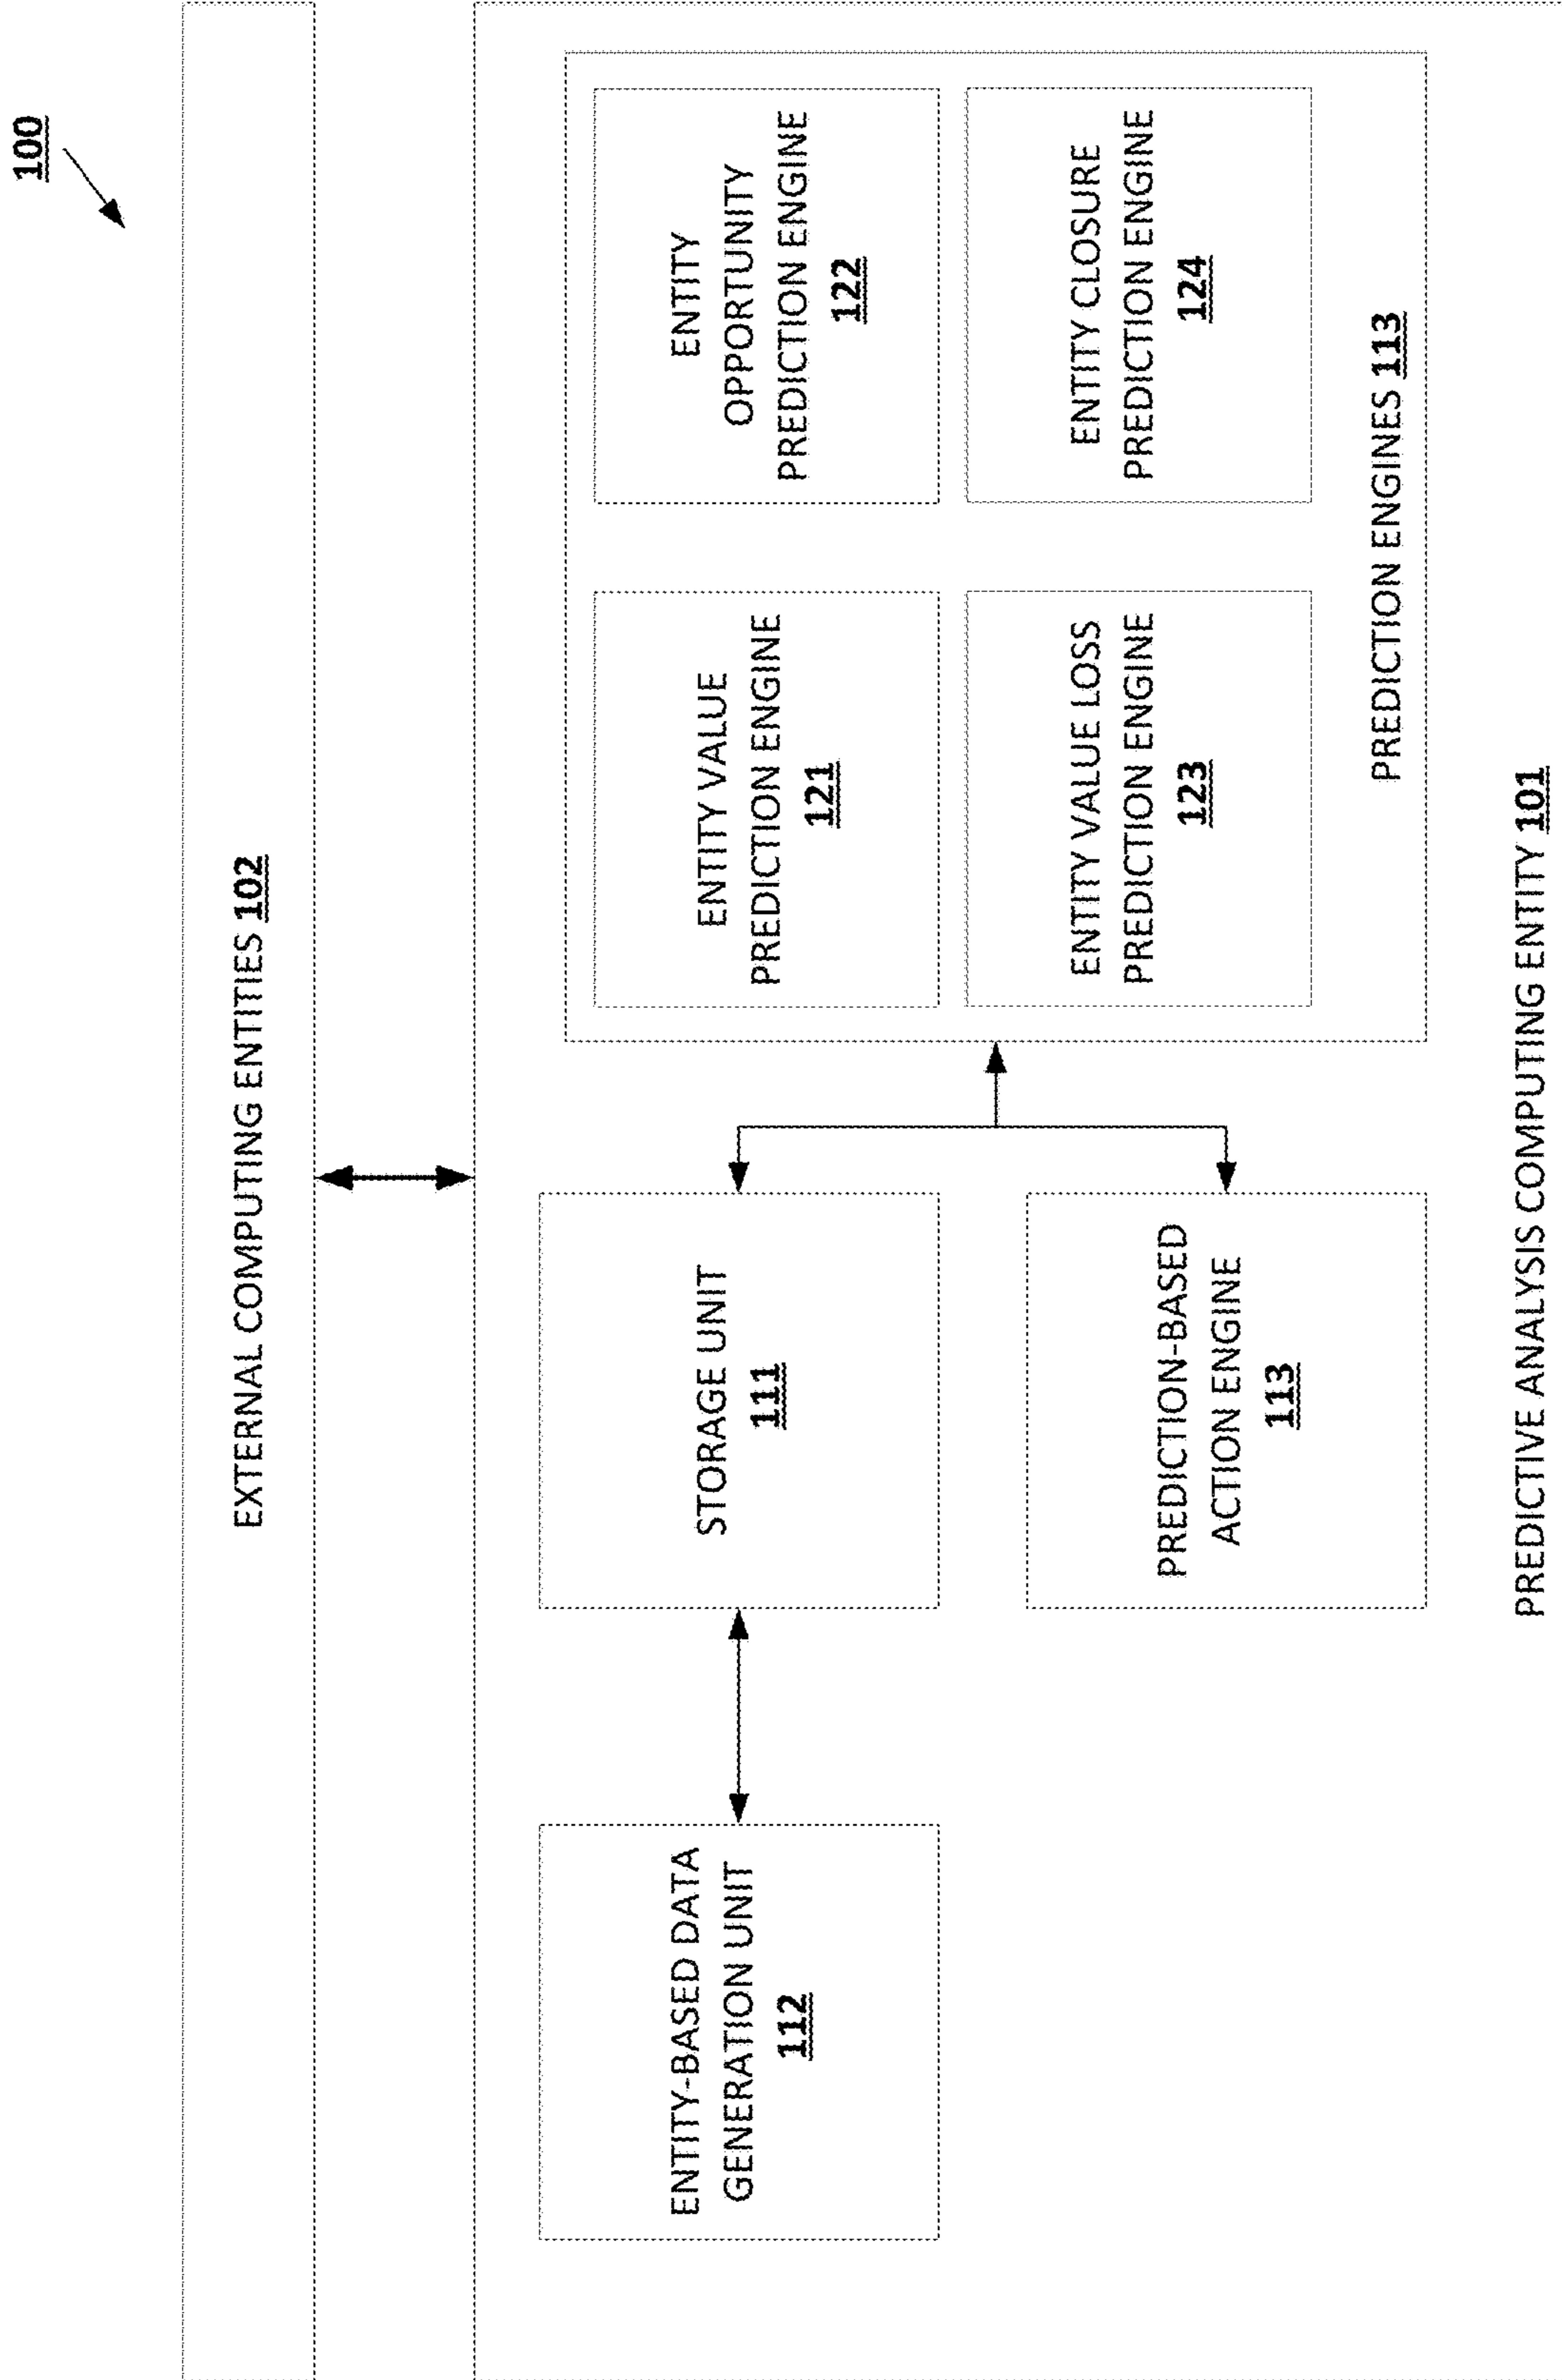 100
EXTERNAL COMPUTING ENTITIES 102
ENTITY-BASED DATA
GENERATION UNIT
112
STORAGE UNIT
111
PREDICTION-BASED
ACTION ENGINE
113
ENTITY VALUE
PREDICTION ENGINE
121
ENTITY
OPPORTUNITY
PREDICTION ENGINE
122
ENTITY VALUE LOSS
PREDICTION ENGINE
123
ENTITY CLOSURE
PREDICTION ENGINE
124
PREDICTION ENGINES 113
PREDICTIVE ANALYSIS COMPUTING ENTITY 101